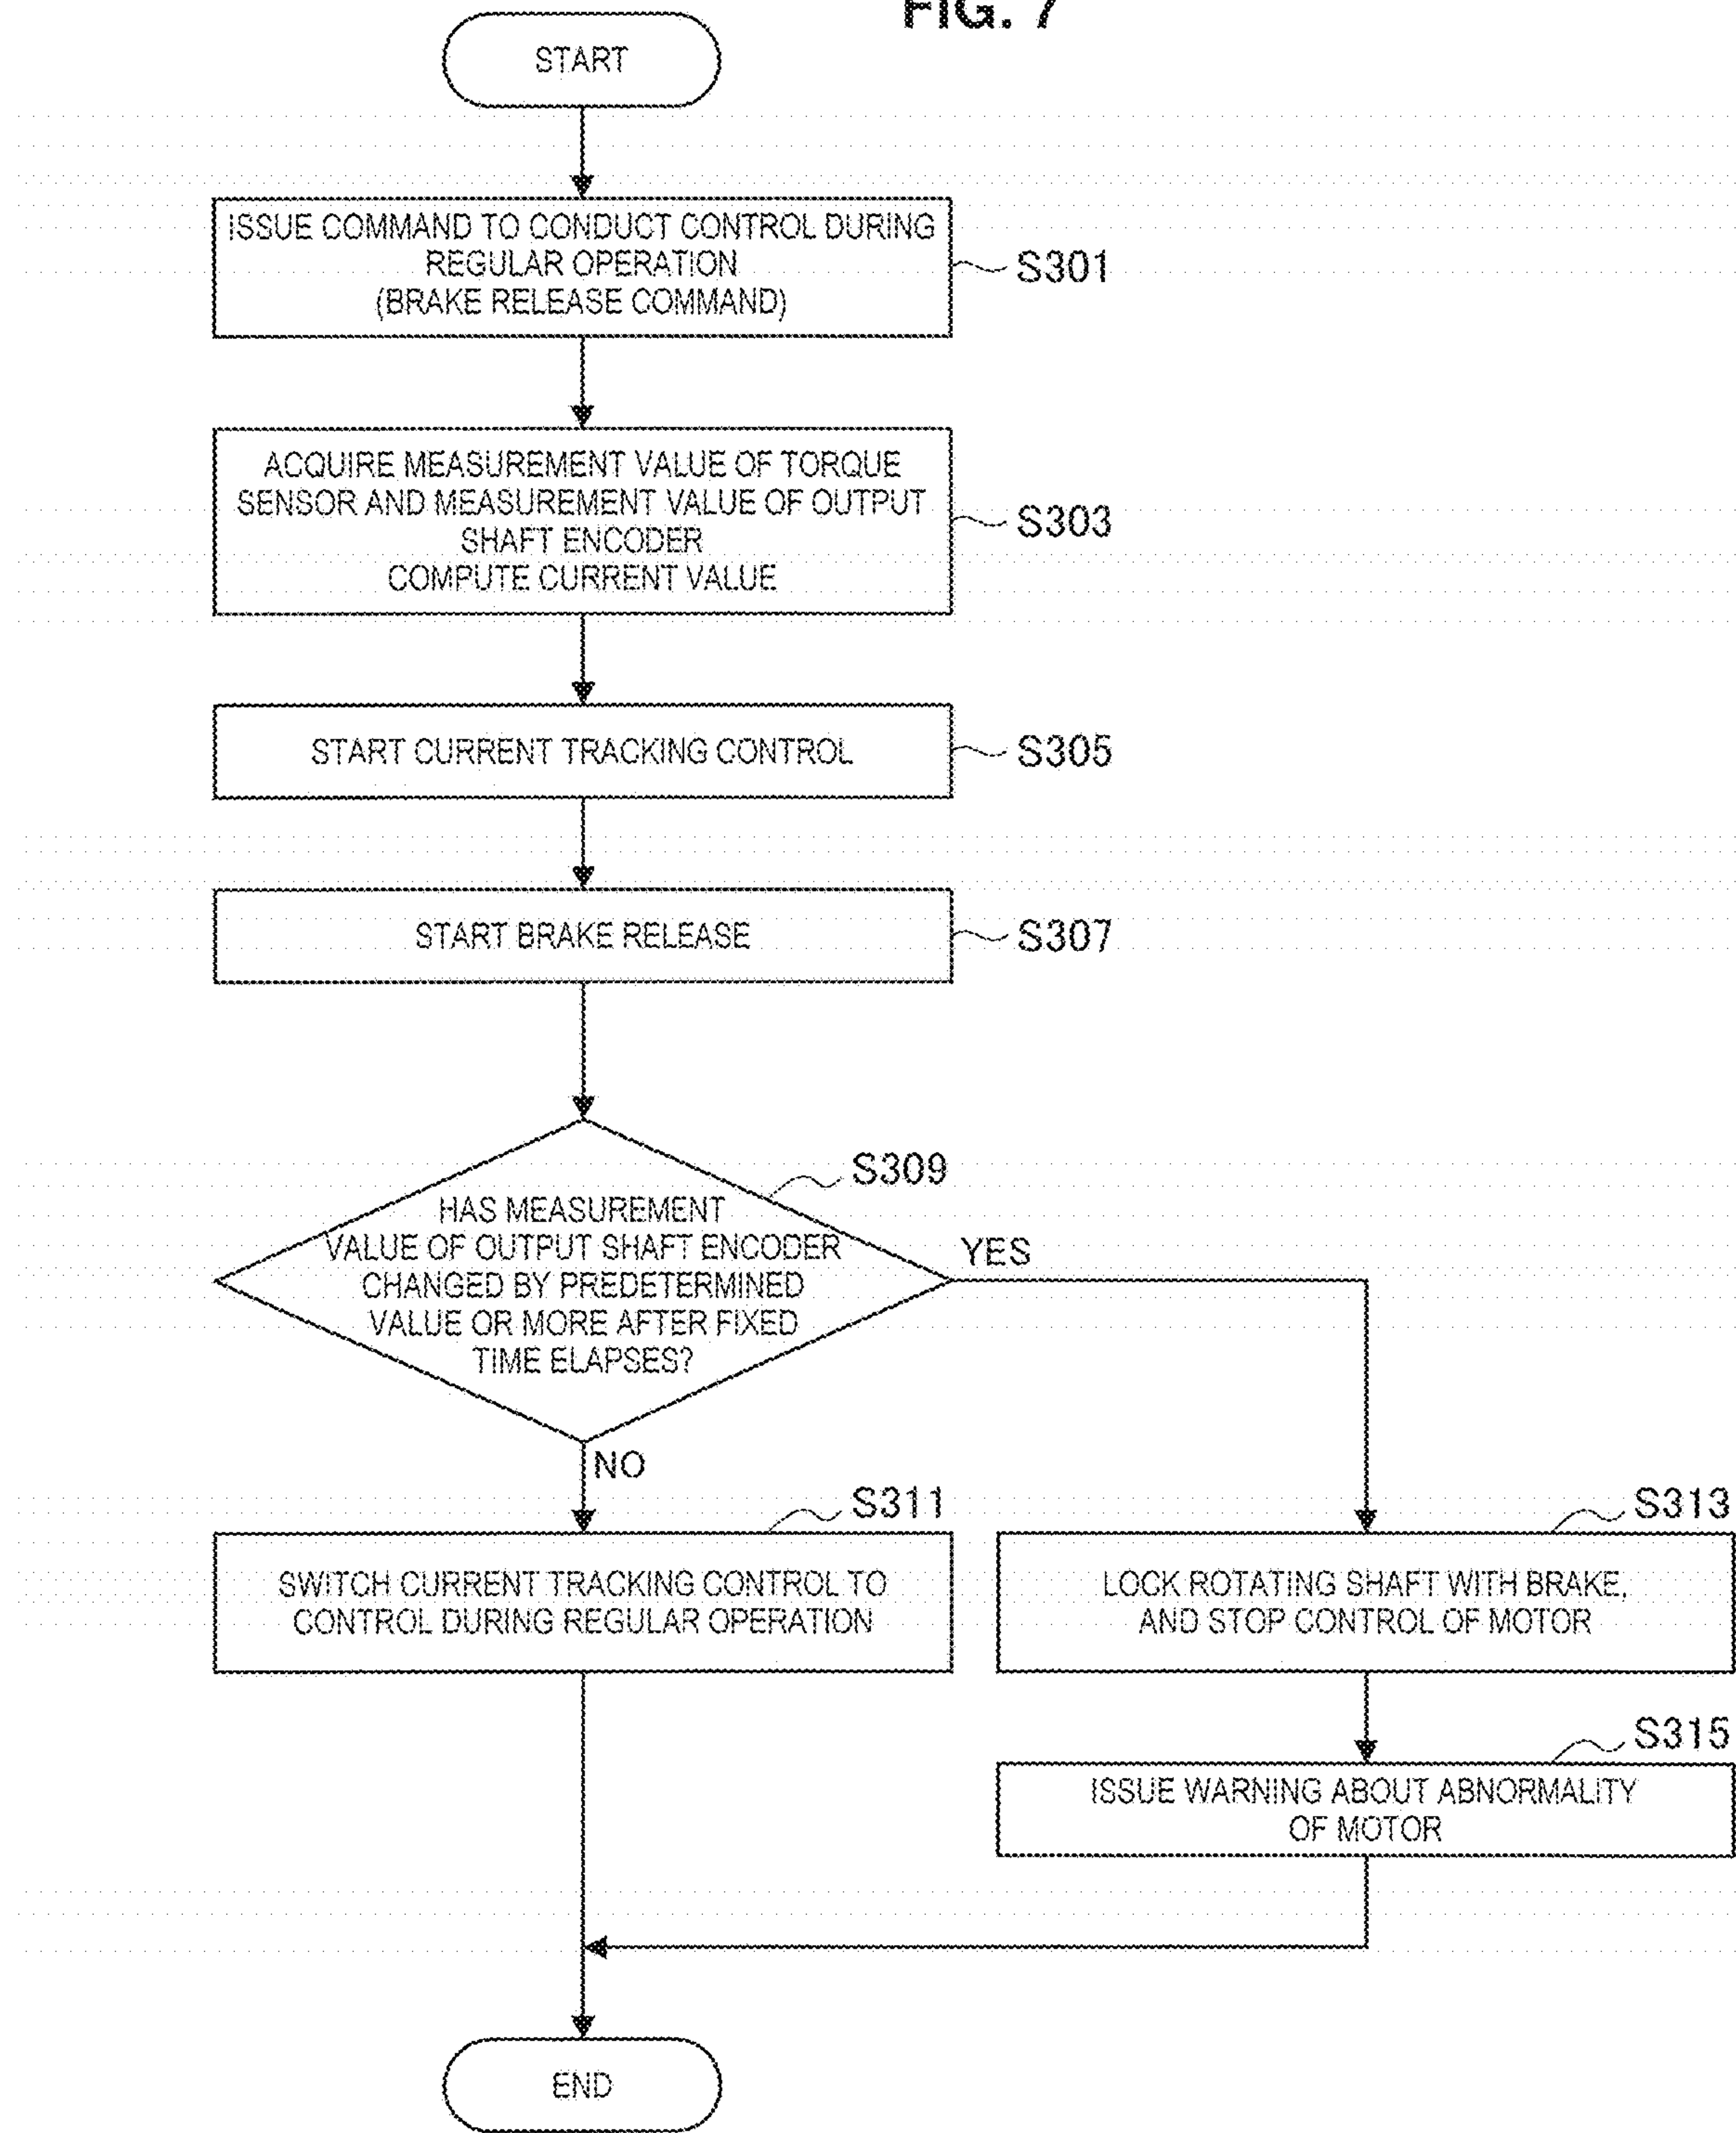 FIG. 7
START
ISSUE COMMAND TO CONDUCT CONTROL DURING
REGULAR OPERATION
(BRAKE RELEASE COMMAND)
S301
ACQUIRE MEASUREMENT VALUE OF TORQUE
SENSOR AND MEASUREMENT VALUE OF OUTPUT
SHAFT ENCODER
COMPUTE CURRENT VALUE
S303
START CURRENT TRACKING CONTROL
S305
START BRAKE RELEASE
S307
S309
HAS MEASUREMENT
VALUE OF OUTPUT SHAFT ENCODER
CHANGED BY PREDETERMINED
VALUE OR MORE AFTER FIXED
TIME ELAPSES?
YES
NO
S311
SWITCH CURRENT TRACKING CONTROL TO
CONTROL DURING REGULAR OPERATION
S313
LOCK ROTATING SHAFT WITH BRAKE,
AND STOP CONTROL OF MOTOR
S315
ISSUE WARNING ABOUT ABNORMALITY
OF MOTOR
END